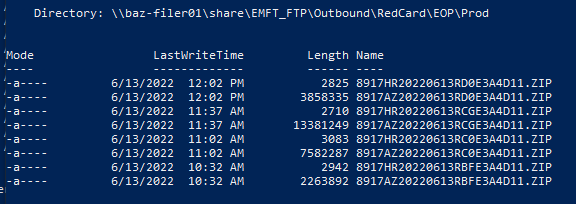 Directory: \\baz-filer01\share\EMFT_FTP\Outbound\RedCard\EOP\Prod
Mode LastWriteTime Length Name
---- ------------- ------ ----
-a---- 6/13/2022 12:02 PM 2825 8917HR20220613RD0E3A4D11.ZIP
-a---- 6/13/2022 12:02 PM 3858335 8917AZ20220613RD0E3A4D11.ZIP
-a---- 6/13/2022 11:37 AM 2710 8917HR20220613RCGE3A4D11.ZIP
-a---- 6/13/2022 11:37 AM 13381249 8917AZ20220613RCGE3A4D11.ZIP
-a---- 6/13/2022 11:02 AM 3083 8917HR20220613RC0E3A4D11.ZIP
-a---- 6/13/2022 11:02 AM 7582287 8917AZ20220613RC0E3A4D11.ZIP
-a---- 6/13/2022 10:32 AM 2942 8917HR20220613RBFE3A4D11.ZIP
-a---- 6/13/2022 10:32 AM 2263892 8917AZ20220613RBFE3A4D11.ZIP